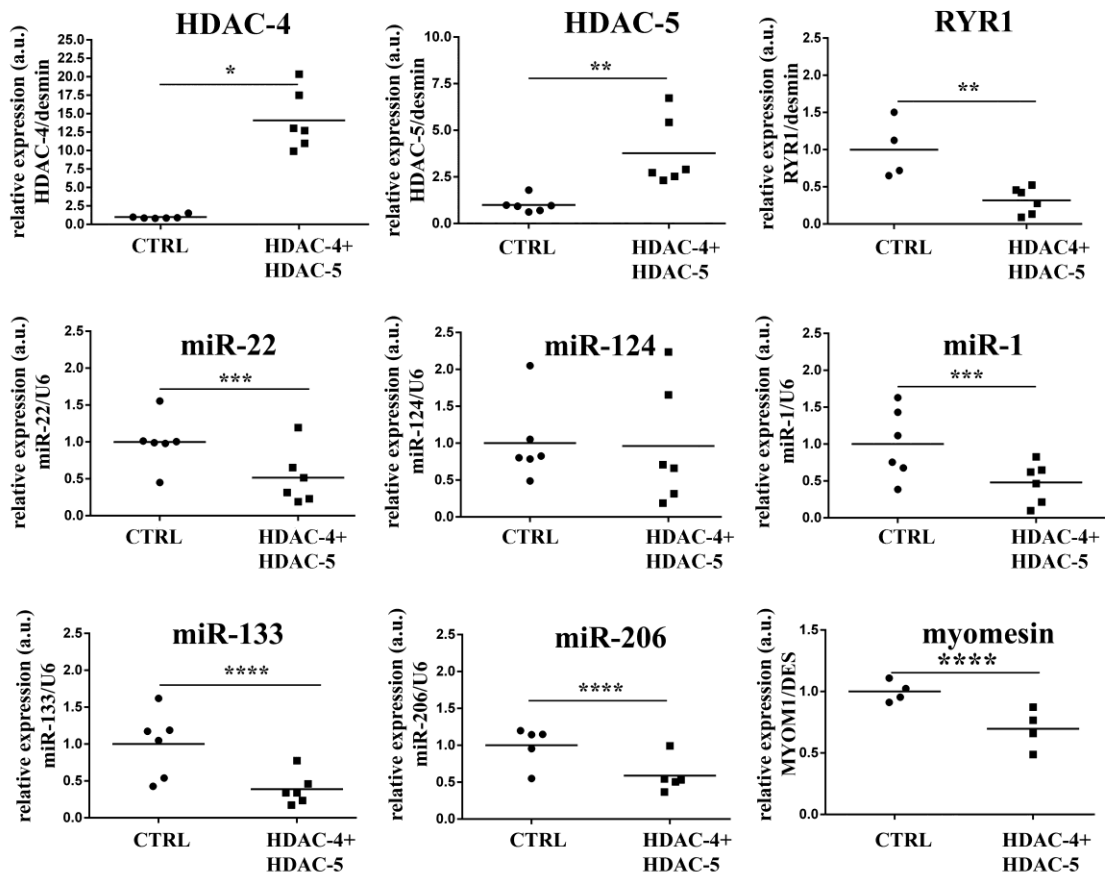 HDAC-4
relative expression (a.u.)
HDAC-4/desmin
25.0
22.5
20.0
17.5
15.0
12.5
10.0
7.5
5.0
2.5
0.0
*
CTRL
HDAC-4+
HDAC-5
HDAC-5
relative expression (a.u.)
HDAC-5/desmin
10.0
7.5
5.0
2.5
0.0
**
CTRL
HDAC-4+
HDAC-5
RYR1
relative expression (a.u.)
RYR1/desmin
2.5
2.0
1.5
1.0
0.5
0.0
**
CTRL
HDAC4+
HDAC-5
miR-22
relative expression (a.u.)
miR-22/U6
2.5
2.0
1.5
1.0
0.5
0.0
***
CTRL
HDAC-4+
HDAC-5
miR-124
relative expression (a.u.)
miR-124/U6
2.5
2.0
1.5
1.0
0.5
0.0
CTRL
HDAC-4+
HDAC-5
miR-1
relative expression (a.u.)
miR-1/U6
2.5
2.0
1.5
1.0
0.5
0.0
***
CTRL
HDAC-4+
HDAC-5
miR-133
relative expression (a.u.)
miR-133/U6
2.5
2.0
1.5
1.0
0.5
0.0
****
CTRL
HDAC-4+
HDAC-5
miR-206
relative expression (a.u.)
miR-206/U6
2.5
2.0
1.5
1.0
0.5
0.0
****
CTRL
HDAC-4+
HDAC-5
myomesin
relative expression (a.u.)
MYOM1/DES
1.5
1.0
0.5
0.0
****
CTRL
HDAC-4+
HDAC-5